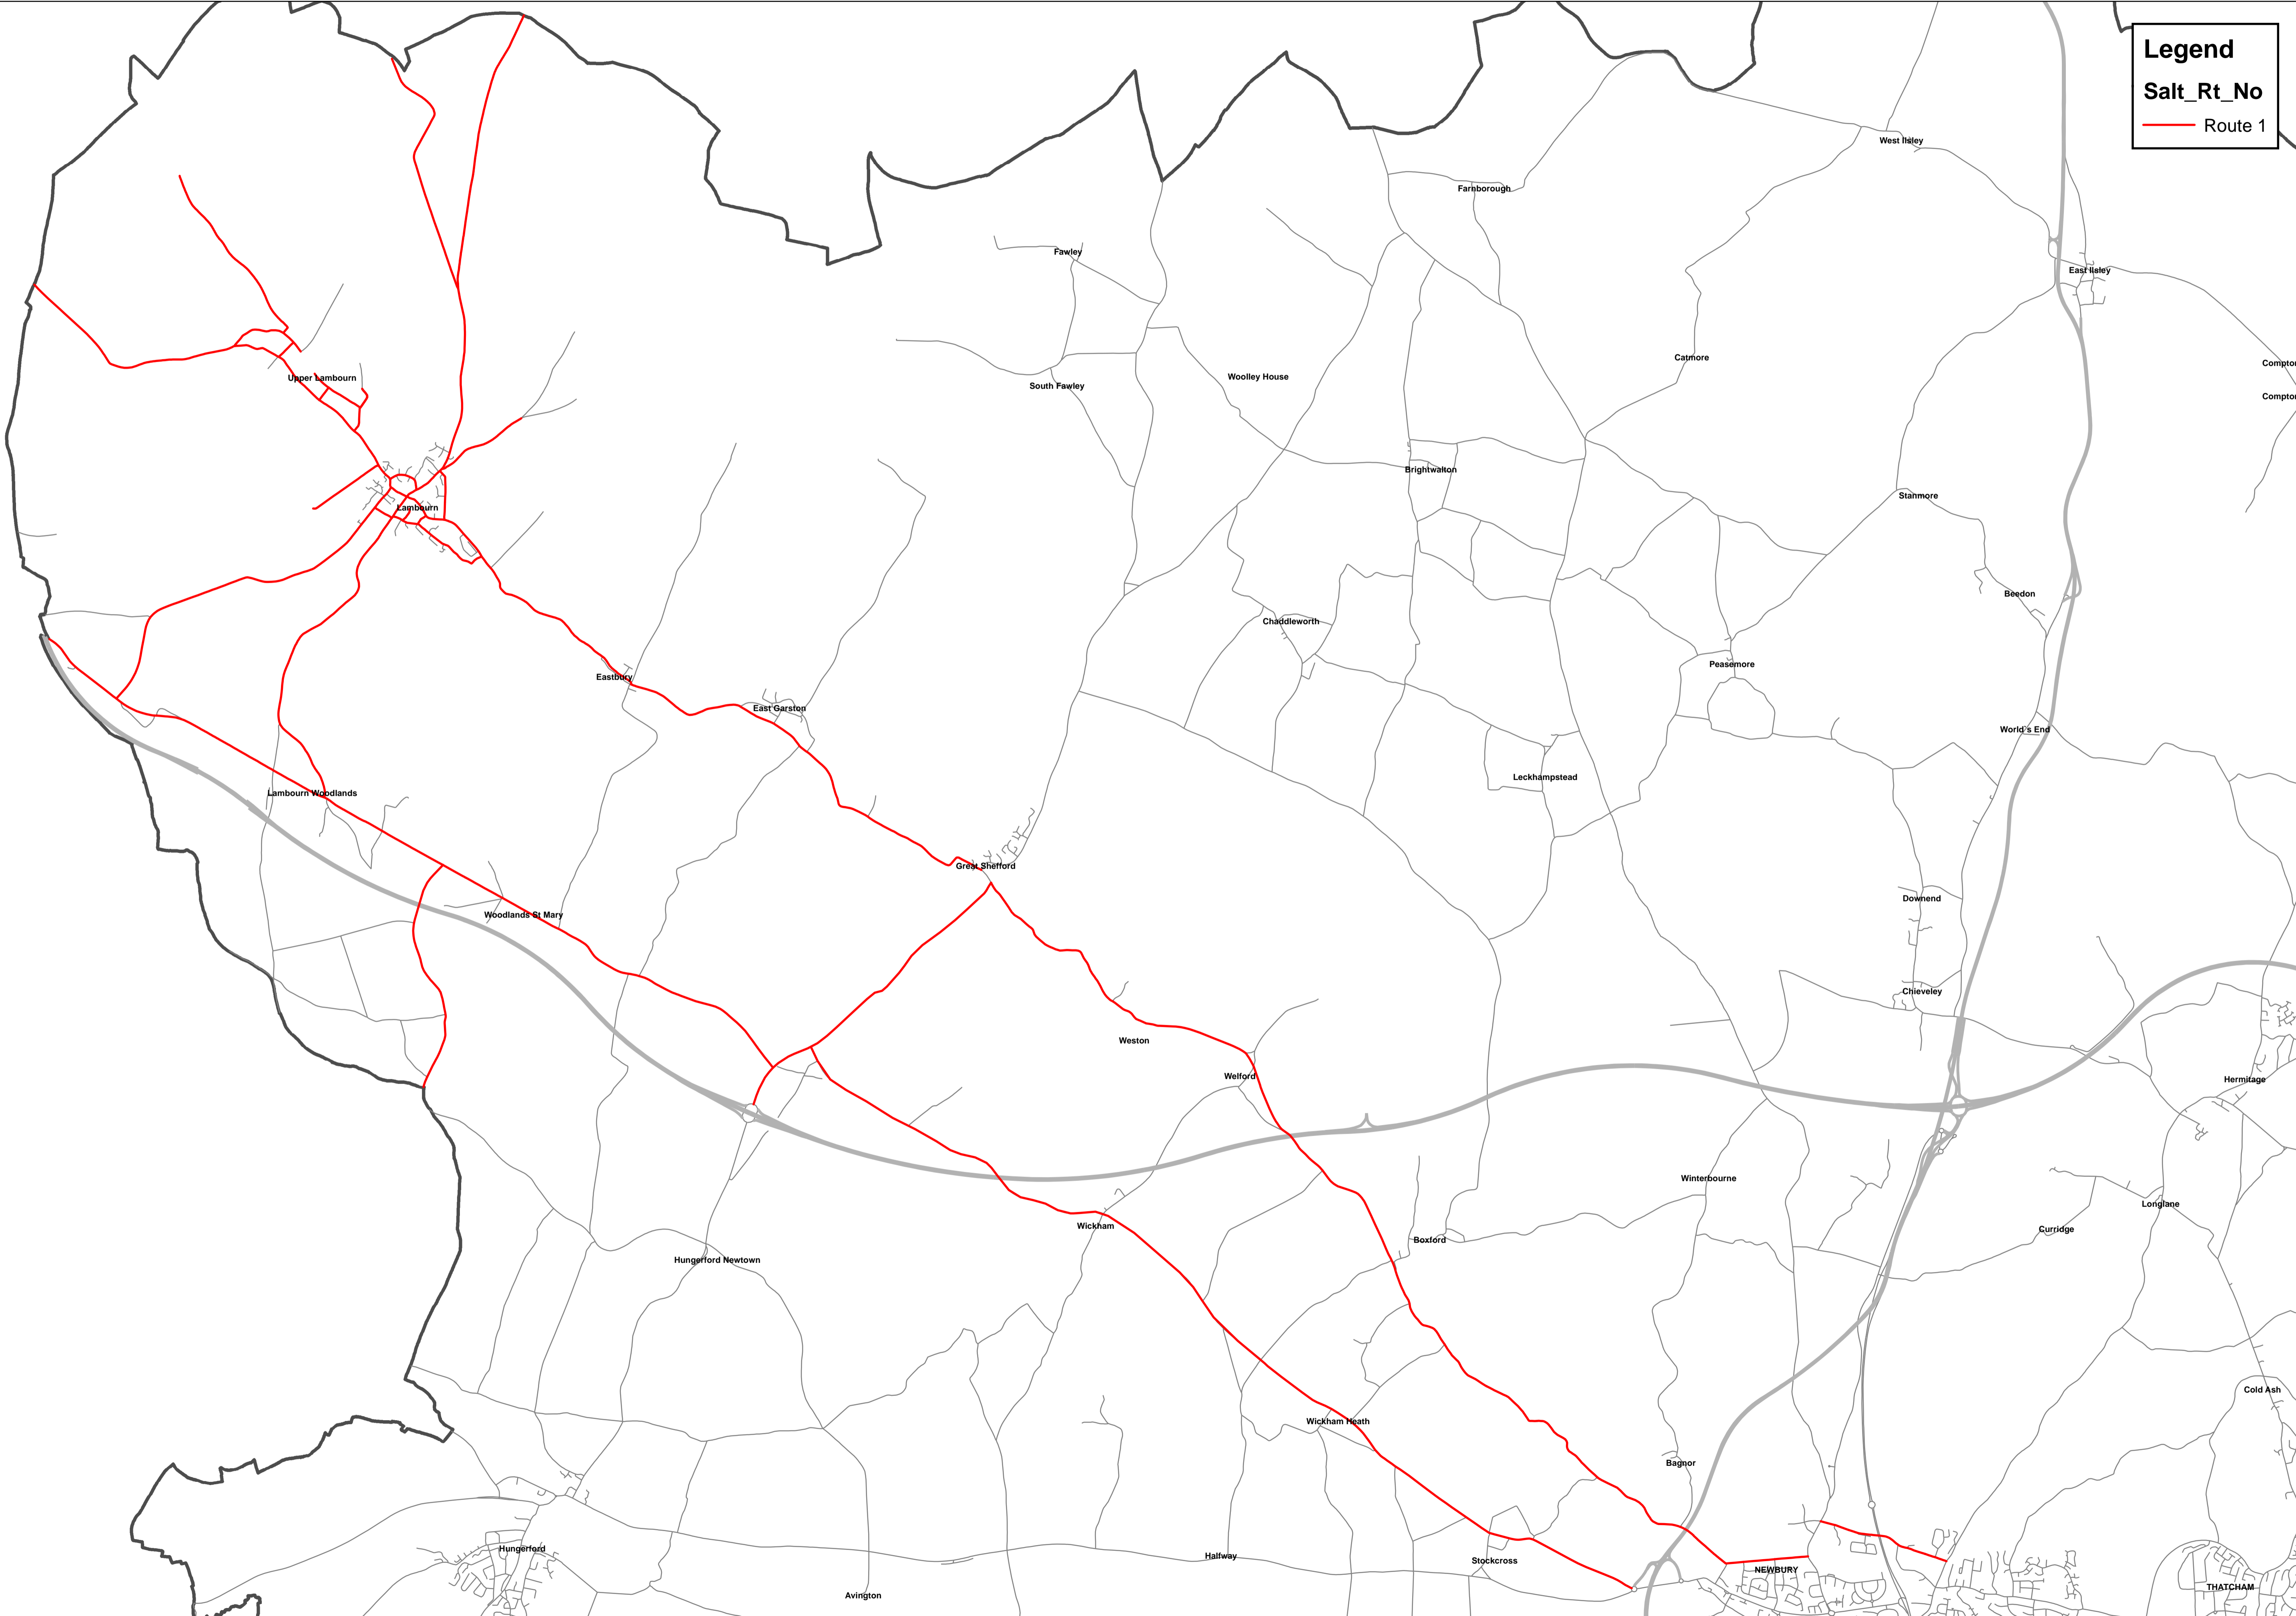 Legend
Salt_Rt_No
Route 1
West Ilsley
Farnborough
Fawley
East Ilsley
Catmore
Compton
Woolley House
Upper Lambourn
South Fawley
Compton
Brightwalton
Stanmore
Lambourn
Beedon
Chaddleworth
Peasemore
Eastbury
East Garston
World's End
Leckhampstead
Lambourn Woodlands
Great Shefford
Downend
Woodlands St Mary
Chieveley
Weston
Welford
Hermitage
Winterbourne
Longlane
Wickham
Curridge
Boxford
Hungerford Newtown
Cold Ash
Wickham Heath
Bagnor
Hungerford
Halfway
Stockcross
NEWBURY
THATCHAM
Avington